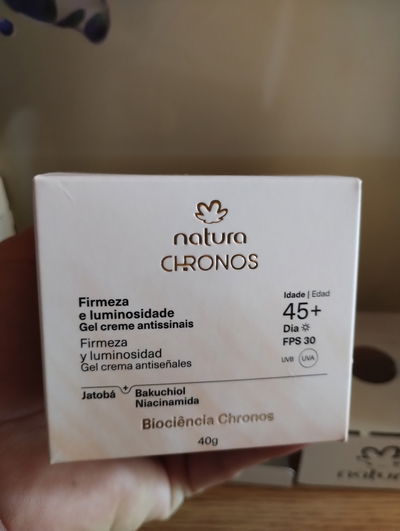 natura
CHRONOS
Firmeza
e luminosidade
Gel creme antissinais
Firmeza
y luminosidad
Gel crema antiseñales
Idade | Edad
45+
Dia
FPS 30
UVB UVA
Jatobá + Bakuchiol
Niacinamida
Biociência Chronos
40g
natura